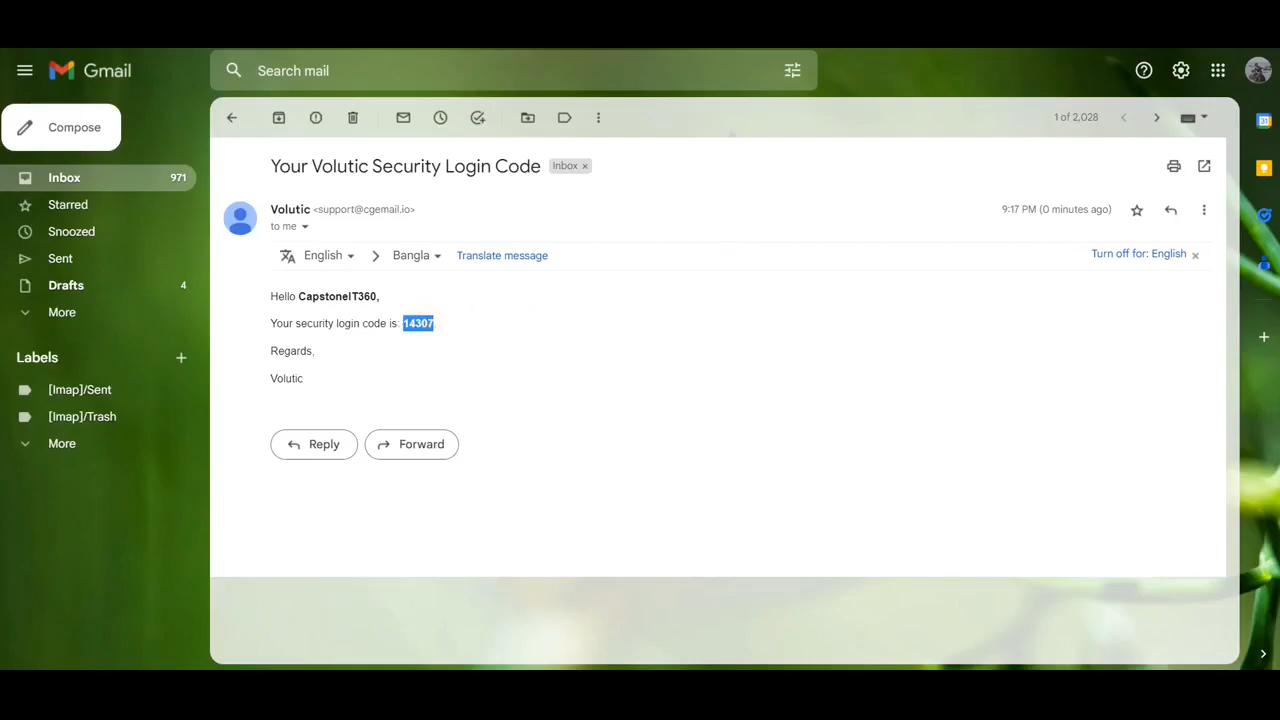 Gmail
Search mail
Compose
1 of 2,028
Your Volutic Security Login Code Inbox ×
Inbox 971
Starred
Volutic <support@cgemail.io> 9:17 PM (0 minutes ago)
to me
Snoozed
English > Bangla Translate message Turn off for: English ×
Sent
Drafts 4
Hello CapstoneIT360,
More
Your security login code is: 14307.
Regards,
Labels +
Volutic
[Imap]/Sent
[Imap]/Trash
More
Reply Forward
31